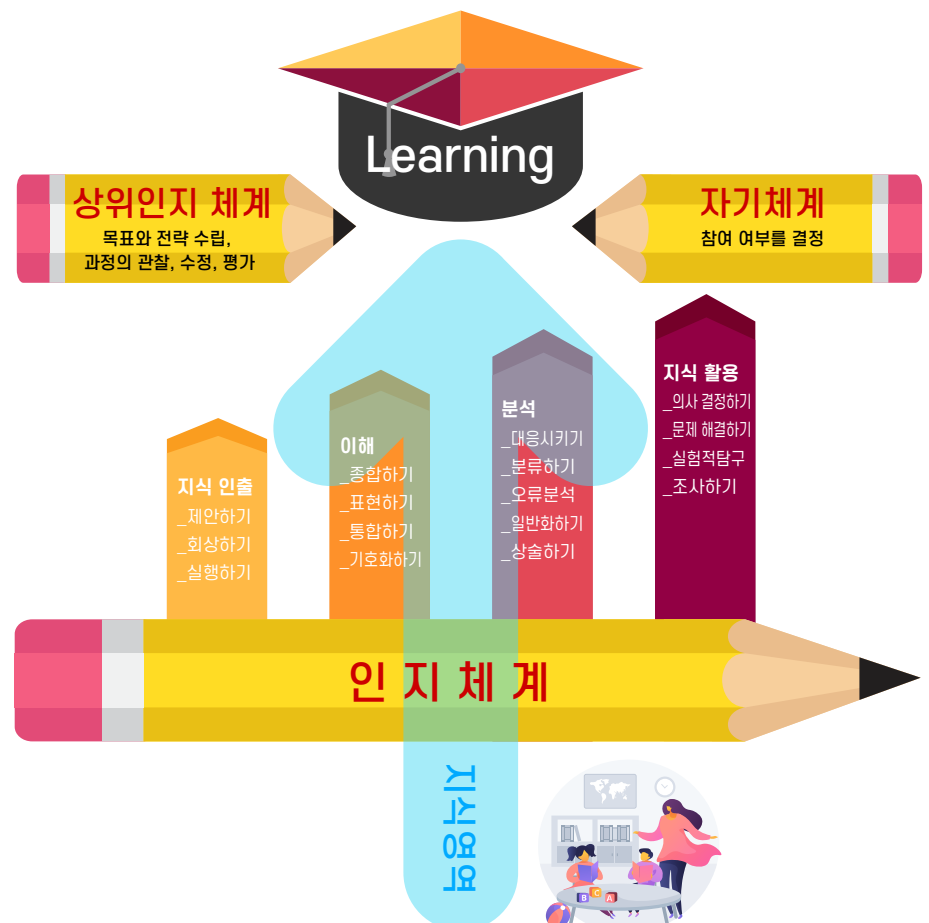 Learning
상위인지 체계
목표와 전략 수립,
과정의 관찰, 수정, 평가
자기체계
참여 여부를 결정
지식 인출
_제안하기
_회상하기
_실행하기
이해
_종합하기
_표현하기
_통합하기
_기호화하기
분석
_대응시키기
_분류하기
_오류분석
_일반화하기
_상술하기
지식 활용
_의사 결정하기
_문제 해결하기
_실험적탐구
_조사하기
인 지 체 계
지식영역
B C A